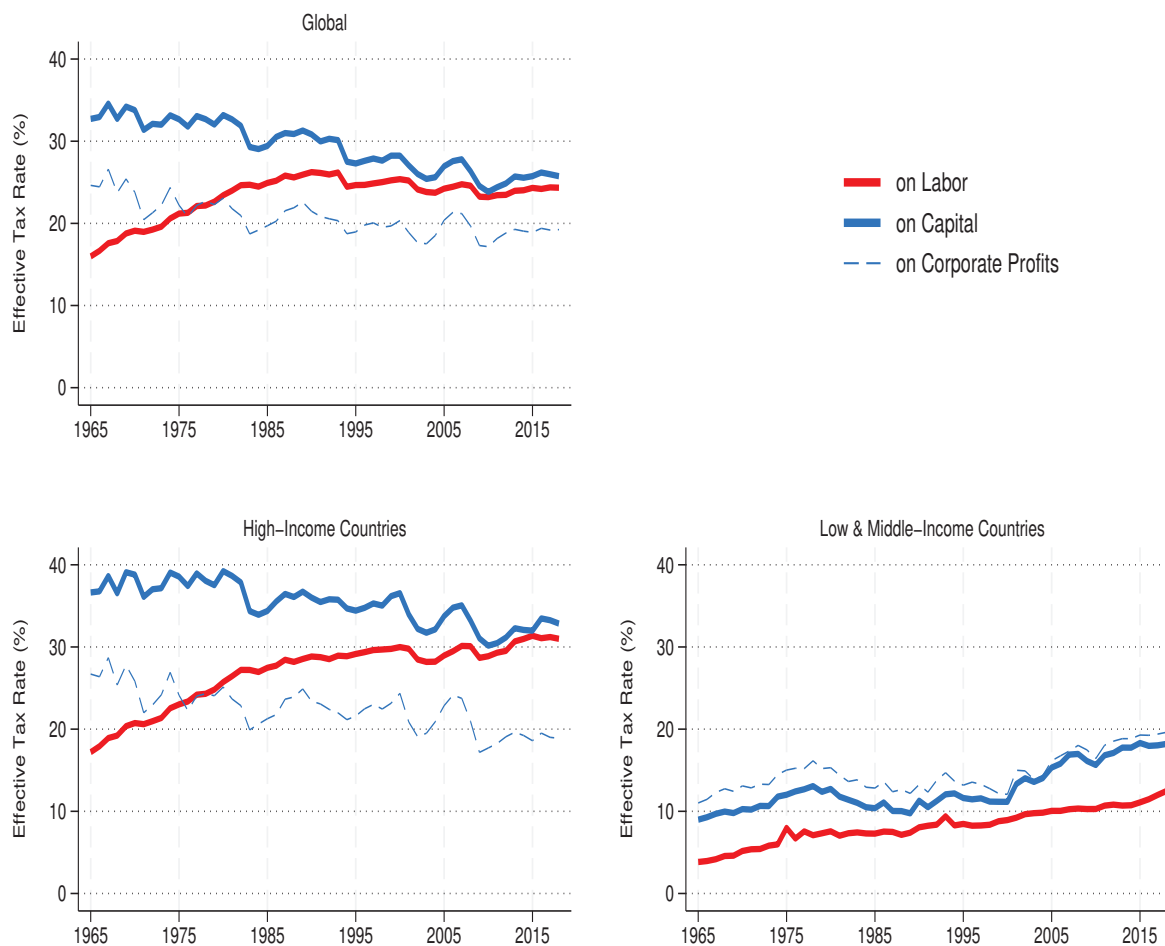 Global
Effective Tax Rate (%)
40
30
20
10
0
1965 1975 1985 1995 2005 2015
on Labor
on Capital
on Corporate Profits
High−Income Countries
Effective Tax Rate (%)
40
30
20
10
0
1965 1975 1985 1995 2005 2015
Low & Middle−Income Countries
Effective Tax Rate (%)
40
30
20
10
0
1965 1975 1985 1995 2005 2015